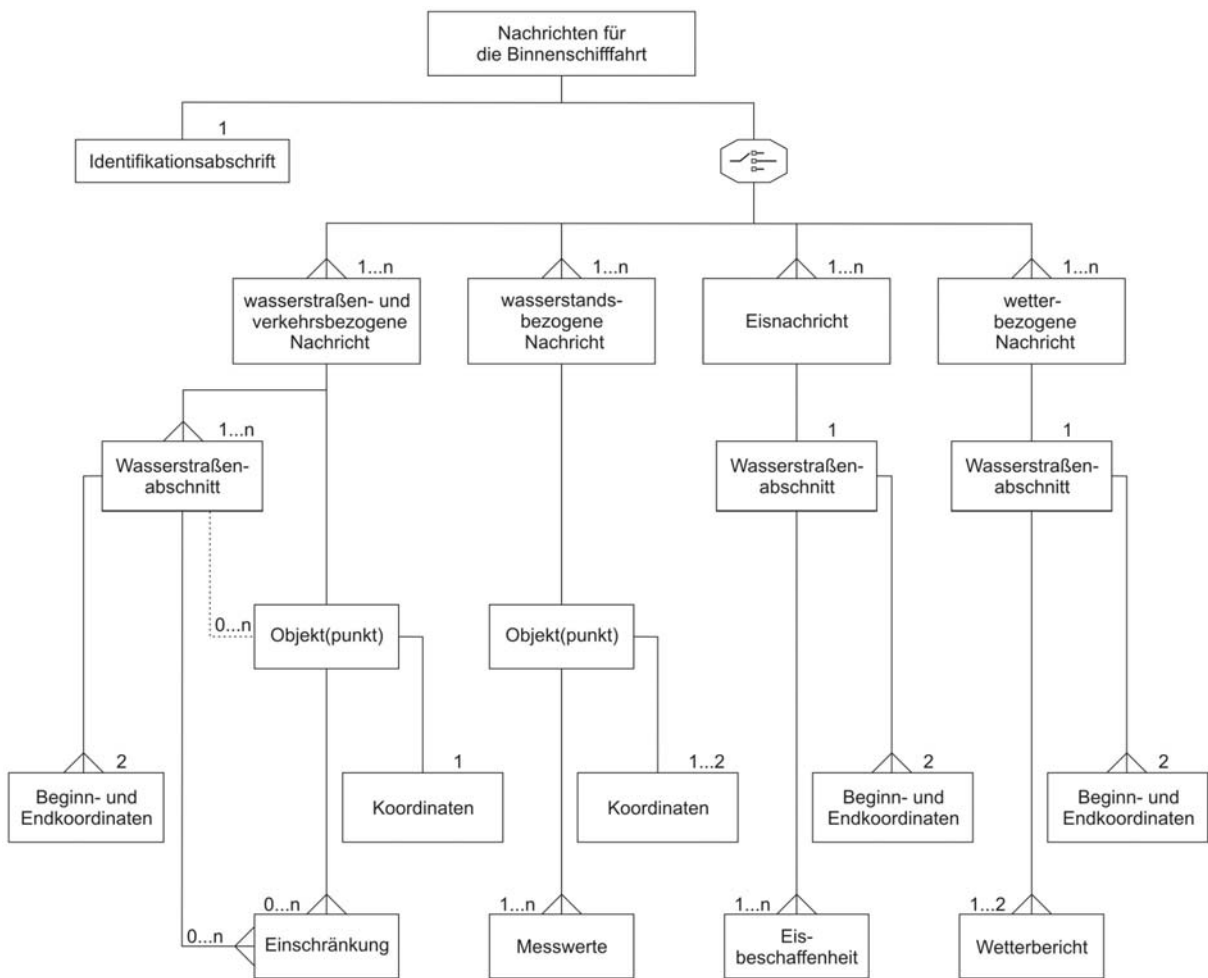 Nachrichten für
die Binnenschifffahrt
1
Identifikationsabschrift
1...n
1...n
1...n
1...n
wasserstraßen- und
verkehrsbezogene
Nachricht
wasserstands-
bezogene
Nachricht
Eisnachricht
wetter-
bezogene
Nachricht
1...n
1
1
Wasserstraßen-
abschnitt
Wasserstraßen-
abschnitt
Wasserstraßen-
abschnitt
0...n
Objekt(punkt)
Objekt(punkt)
2
1
1...2
2
2
Beginn- und
Endkoordinaten
Koordinaten
Koordinaten
Beginn- und
Endkoordinaten
Beginn- und
Endkoordinaten
0...n
1...n
1...n
1...2
0...n
Einschränkung
Messwerte
Eis-
beschaffenheit
Wetterbericht